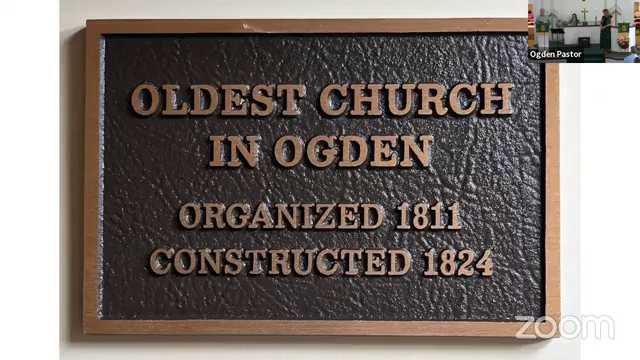 OLDEST CHURCH
IN OGDEN
ORGANIZED 1811
CONSTRUCTED 1824
Ogden Pastor
zoom